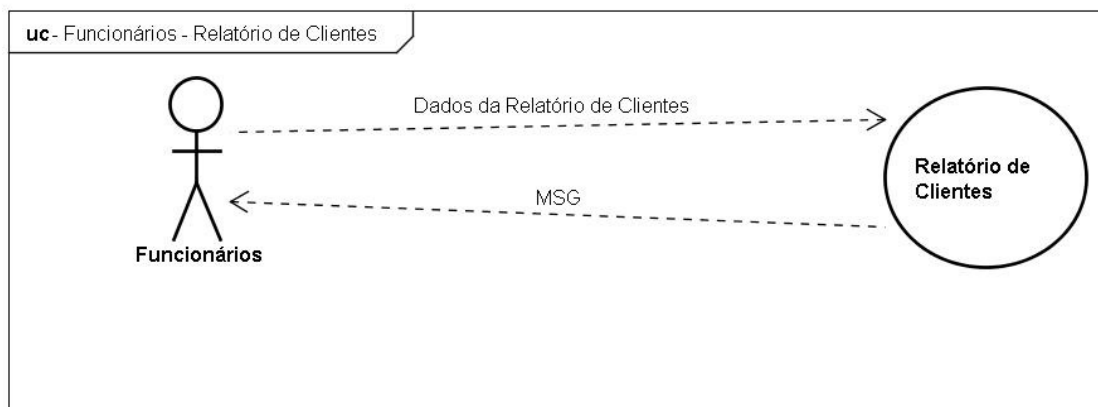 uc - Funcionários - Relatório de Clientes
Dados da Relatório de Clientes
Relatório de
Clientes
MSG
Funcionários